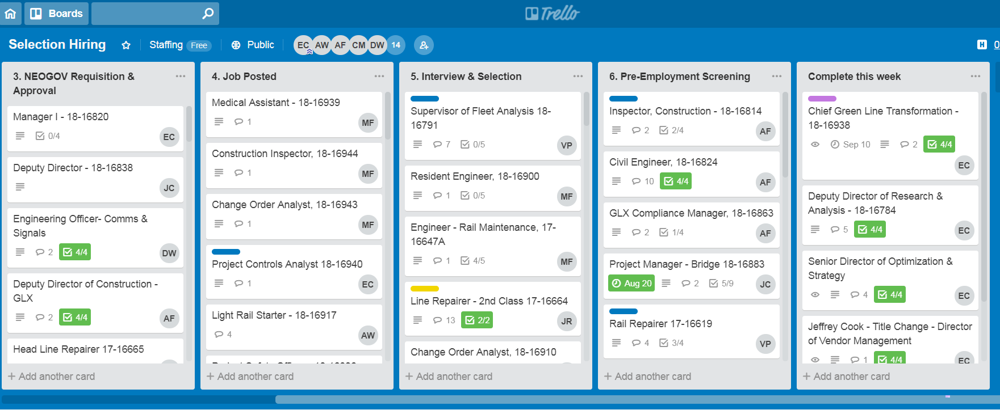 Boards
Trello
Selection Hiring
Staffing Free
Public
EC AW AF CM DW 14
H 0
3. NEOGOV Requisition &
Approval
Manager I - 18-16820
0/4
EC
Deputy Director - 18-16838
JC
Engineering Officer- Comms &
Signals
2 4/4
DW
Deputy Director of Construction -
GLX
2 4/4
AF
Head Line Repairer 17-16665
+ Add another card
4. Job Posted
Medical Assistant - 18-16939
1
MF
Construction Inspector, 18-16944
1
MF
Change Order Analyst, 18-16943
1
MF
Project Controls Analyst 18-16940
1
EC
Light Rail Starter - 18-16917
4
AW
+ Add another card
5. Interview & Selection
Supervisor of Fleet Analysis 18-
16791
7 0/5
VP
Resident Engineer, 18-16900
1 0/5
MF
Engineer - Rail Maintenance, 17-
16647A
1 4/5
MF
Line Repairer - 2nd Class 17-16664
13 2/2
JR
Change Order Analyst, 18-16910
+ Add another card
6. Pre-Employment Screening
Inspector, Construction - 18-16814
2 2/4
AF
Civil Engineer, 18-16824
10 4/4
AF
GLX Compliance Manager, 18-16863
2 1/4
AF
Project Manager - Bridge 18-16883
Aug 20 2 5/9
JC
Rail Repairer 17-16619
4 3/4
VP
+ Add another card
Complete this week
Chief Green Line Transformation -
18-16938
Sep 10 2 4/4
EC
Deputy Director of Research &
Analysis - 18-16784
5 4/4
EC
Senior Director of Optimization &
Strategy
4 4/4
EC
Jeffrey Cook - Title Change - Director
of Vendor Management
1 4/4
EC
+ Add another card